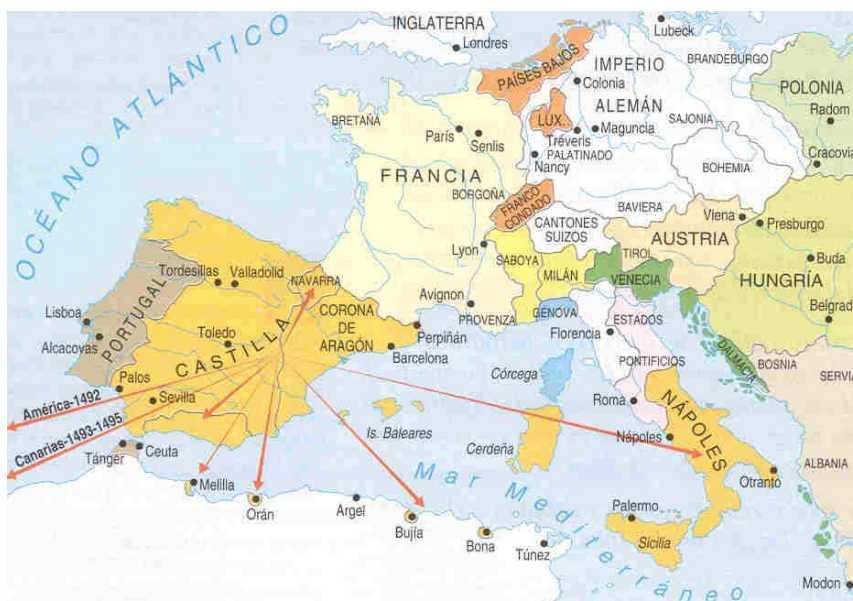 OCÉANO ATLÁNTICO
INGLATERRA
Londres
PAÍSES BAJOS
IMPERIO
ALEMÁN
Lubeck
BRANDEBURGO
POLONIA
Radom
Cracovia
Colonia
SAJONIA
LUX.
Tréveris
Maguncia
PALATINADO
Nancy
BOHEMIA
BRETAÑA
París
Senlis
FRANCIA
BORGOÑA
FRANCO
CONDADO
CANTONES
SUIZOS
BAVIERA
Viena
Presburgo
AUSTRIA
TIROL
Buda
HUNGRÍA
Belgrado
Lyon
SABOYA
MILÁN
VENECIA
Avignon
PROVENZA
GENOVA
Florencia
ESTADOS
PONTIFICIOS
DALMACIA
BOSNIA
SERVIA
ALBANIA
Modon
NAVARRA
Tordesillas
Valladolid
CORONA
DE
ARAGÓN
Perpiñán
Barcelona
PORTUGAL
Lisboa
Alcacovas
Toledo
CASTILLA
Palos
Sevilla
América-1492
Canarias-1493-1495
Tánger
Ceuta
Melilla
Orán
Argel
Bujía
Bona
Túnez
Is. Baleares
Córcega
Cerdeña
Roma
Nápoles
NÁPOLES
Otranto
Palermo
Sicilia
Mar Mediterráneo